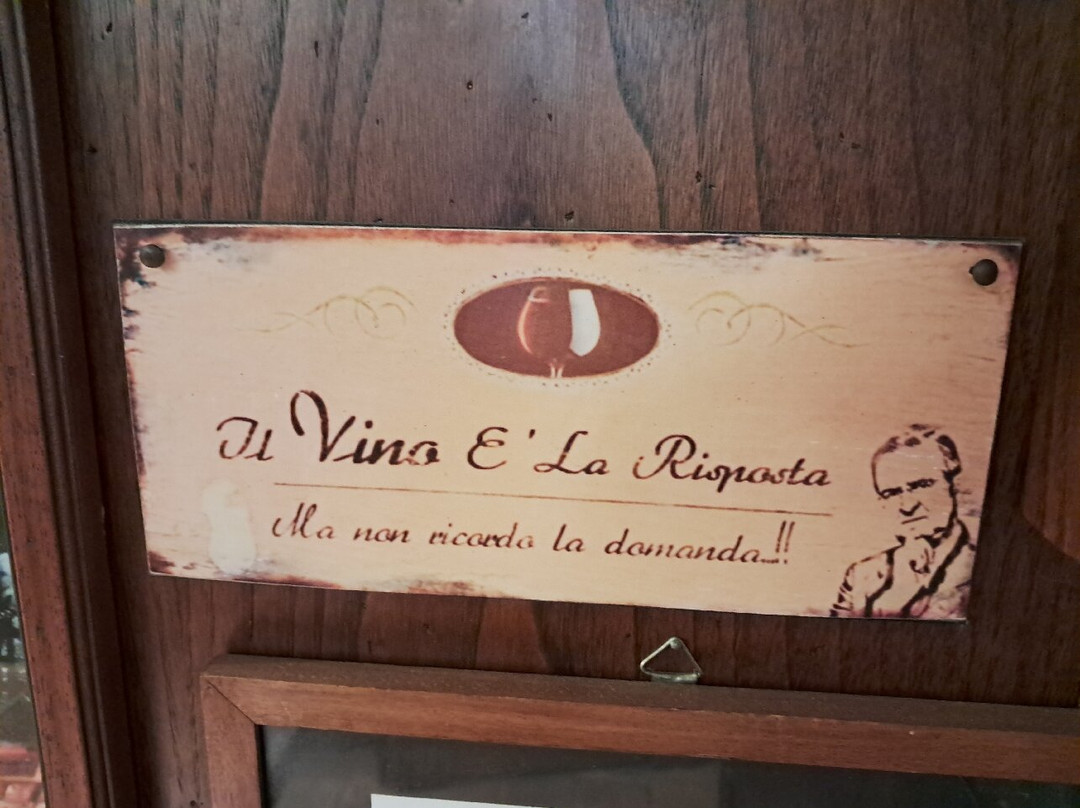 Il Vino E' La Risposta
Ma non ricordo la domanda...!!